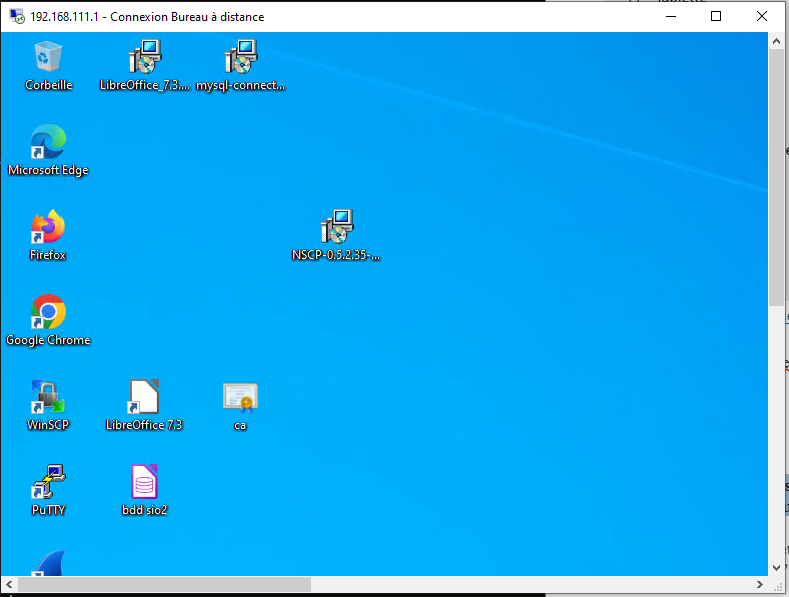 192.168.111.1 - Connexion Bureau à distance
Corbeille
LibreOffice_7.3....
mysql-connect...
Microsoft Edge
Firefox
NSCP-0.5.2.35-...
Google Chrome
WinSCP
LibreOffice 7.3
ca
PuTTY
bdd sio2